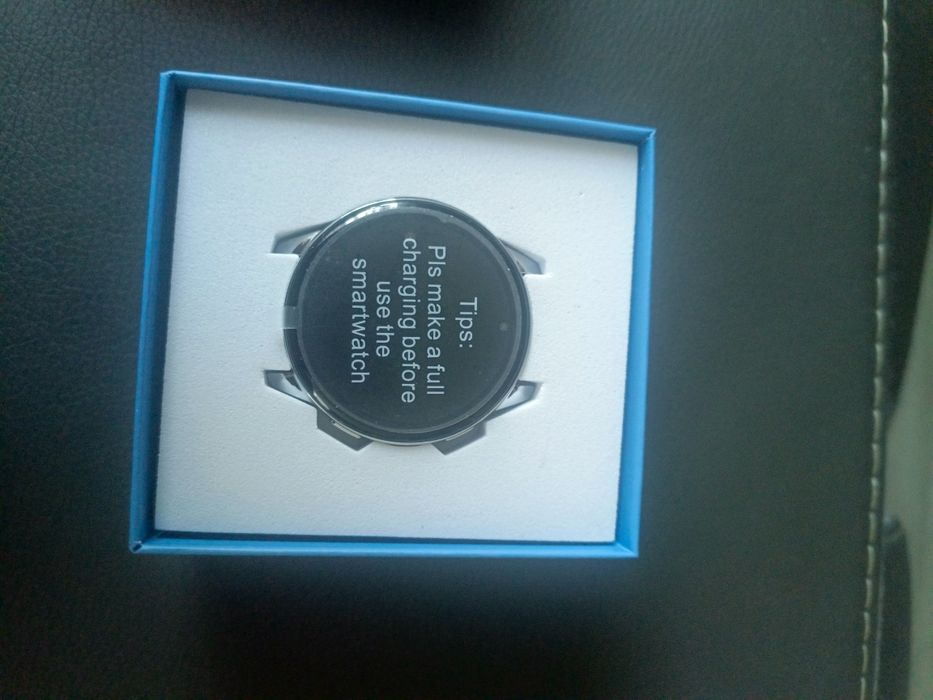 Tips:
Pls make a full
charging before
use the
smartwatch